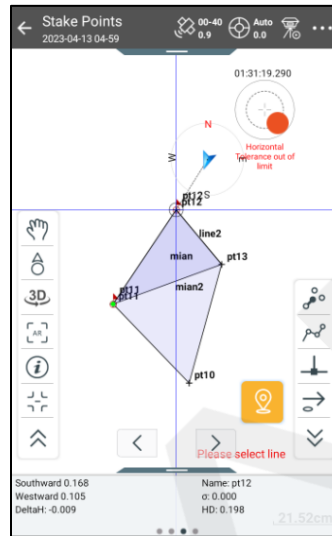 Stake Points
2023-04-13 04-59
00-40
0.9
Auto
0.0
01:31:19.290
Horizontal
Tolerance out of
limit
N
W
E
S
pt12
pt12
line2
mian
pt13
mian2
pt11
pt11
pt10
3D
AR
Please select line
Southward 0.168
Westward 0.105
DeltaH: -0.009
Name: pt12
σ: 0.000
HD: 0.198
21.52cm